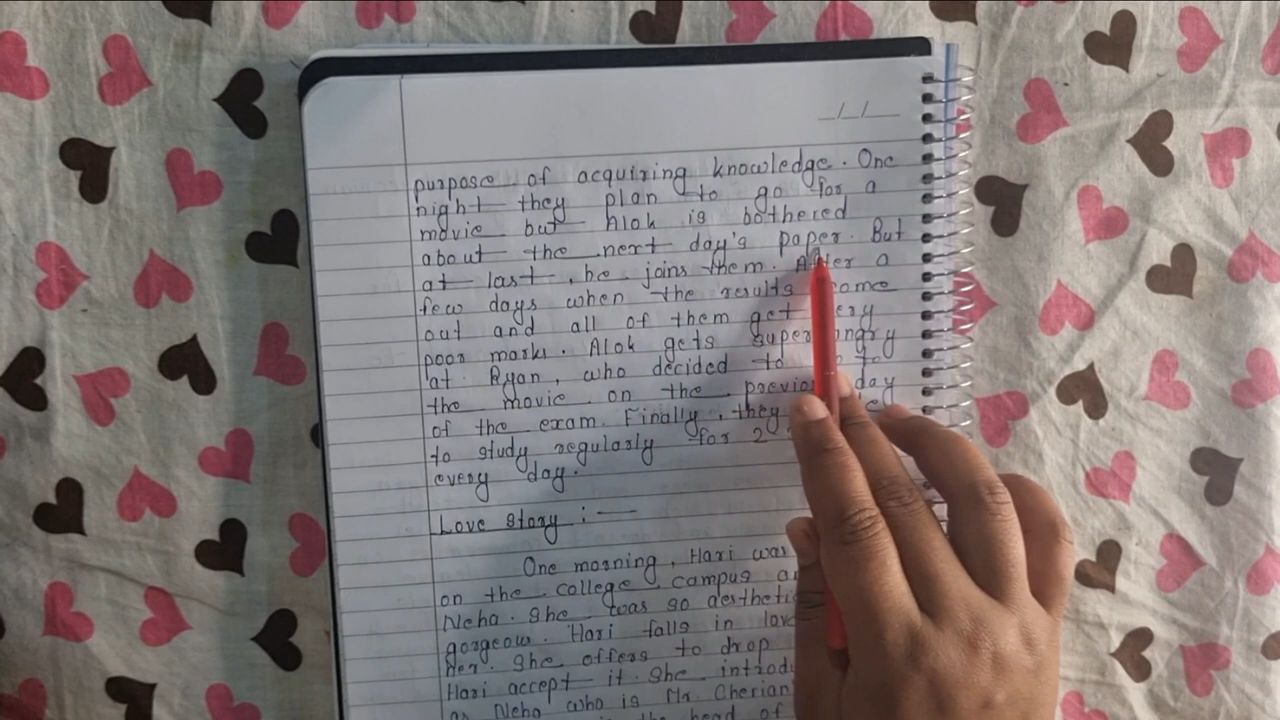 _/_/_
purpose of acquiring knowledge. One
night they plan to go for a
movie but Alok is bothered
about the next day's paper. But
at last, he joins them. After a
few days when the results come
out and all of them get very
poor marks. Alok gets super angry
at Ryan, who decided to to
the movie on the previous day
of the exam. Finally, they
to study regularly for 2
every day.
Love Story :—
One morning, Hari was
on the college campus
Neha. She was so
gorgeous. Hari falls in love
her. She offers to drop
Hari accept it. She
as Neha who is Mr. Cherian
the head of